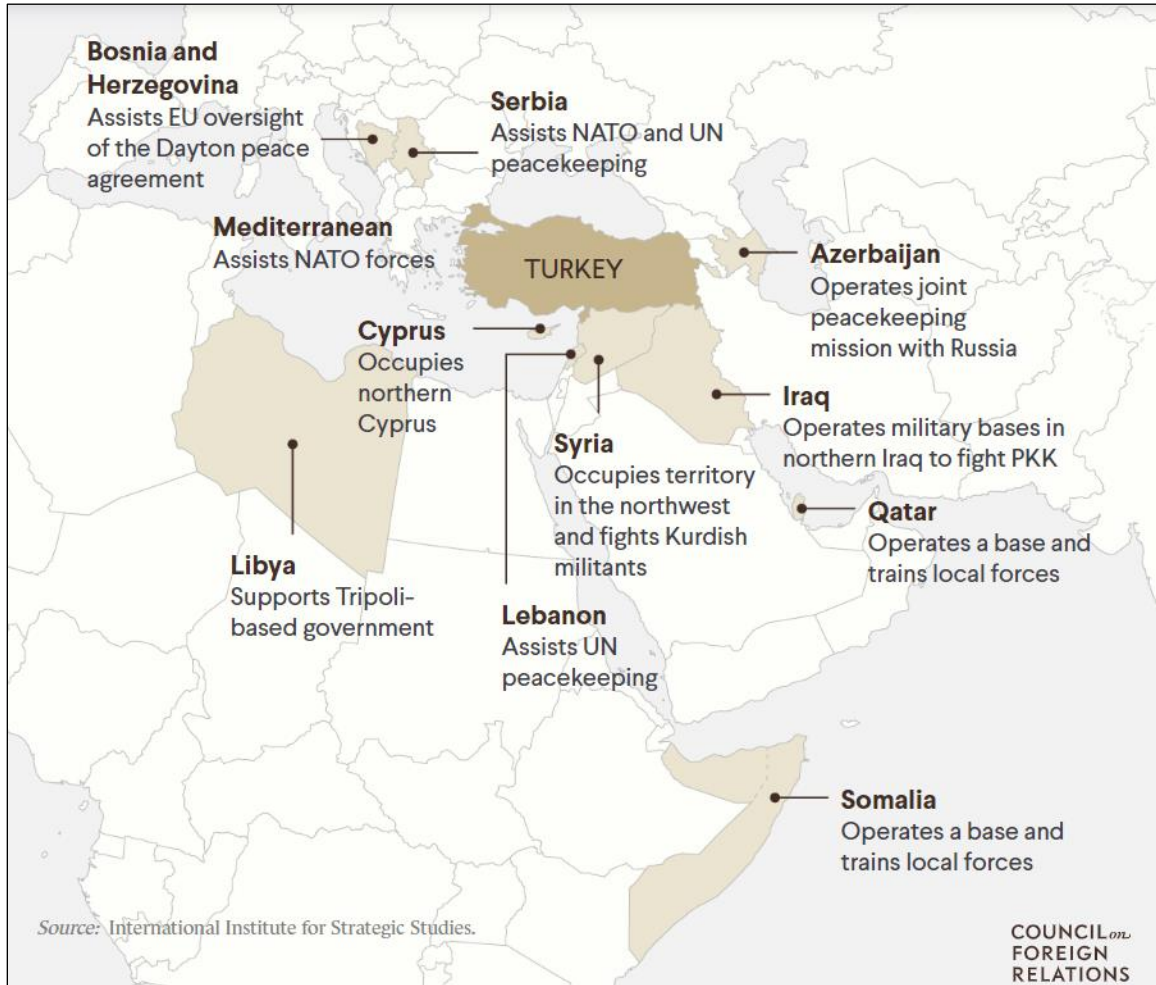 Bosnia and
Herzegovina
Assists EU oversight
of the Dayton peace
agreement
Serbia
Assists NATO and UN
peacekeeping
Mediterranean
Assists NATO forces
TURKEY
Azerbaijan
Operates joint
peacekeeping
mission with Russia
Cyprus
Occupies
northern
Cyprus
Iraq
Operates military bases in
northern Iraq to fight PKK
Syria
Occupies territory
in the northwest
and fights Kurdish
militants
Qatar
Operates a base and
trains local forces
Libya
Supports Tripoli-
based government
Lebanon
Assists UN
peacekeeping
Somalia
Operates a base and
trains local forces
Source: International Institute for Strategic Studies.
COUNCIL on
FOREIGN
RELATIONS